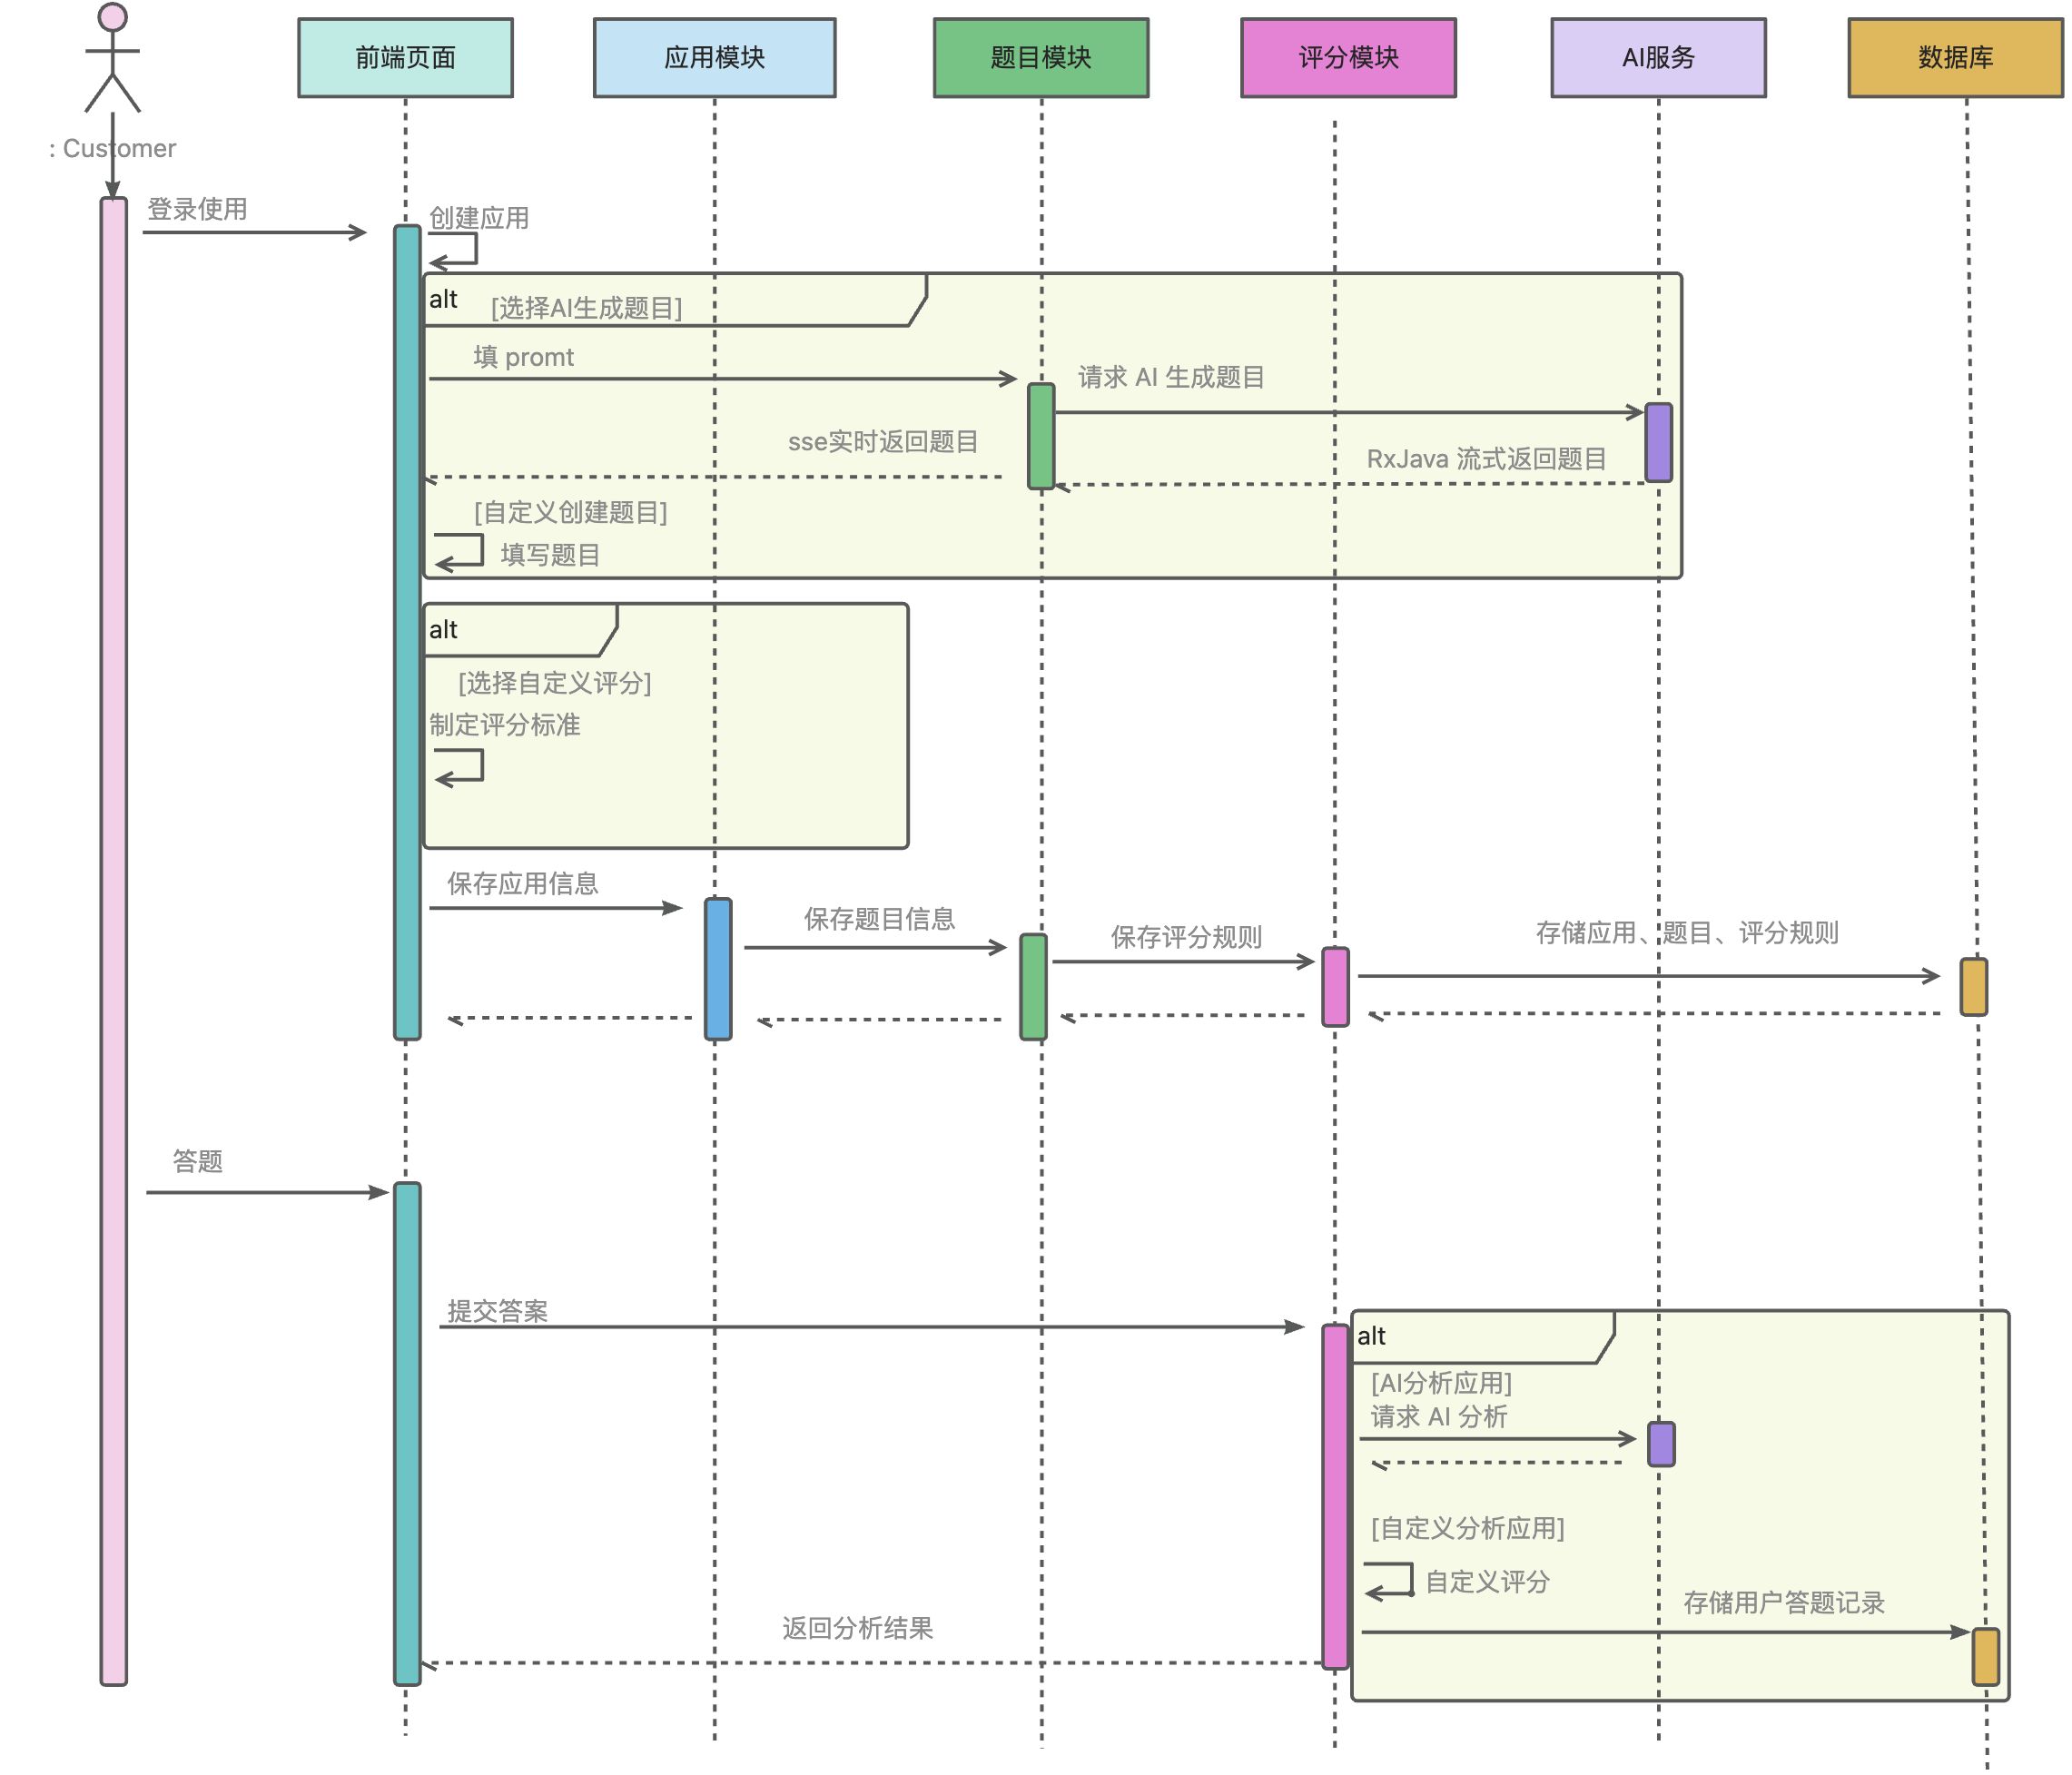 前端页面
应用模块
题目模块
评分模块
AI服务
数据库
: Customer
登录使用
创建应用
alt
[选择AI生成题目]
填 promt
请求 AI 生成题目
sse实时返回题目
RxJava 流式返回题目
[自定义创建题目]
填写题目
alt
[选择自定义评分]
制定评分标准
保存应用信息
保存题目信息
保存评分规则
存储应用、题目、评分规则
答题
提交答案
alt
[AI分析应用]
请求 AI 分析
[自定义分析应用]
自定义评分
存储用户答题记录
返回分析结果